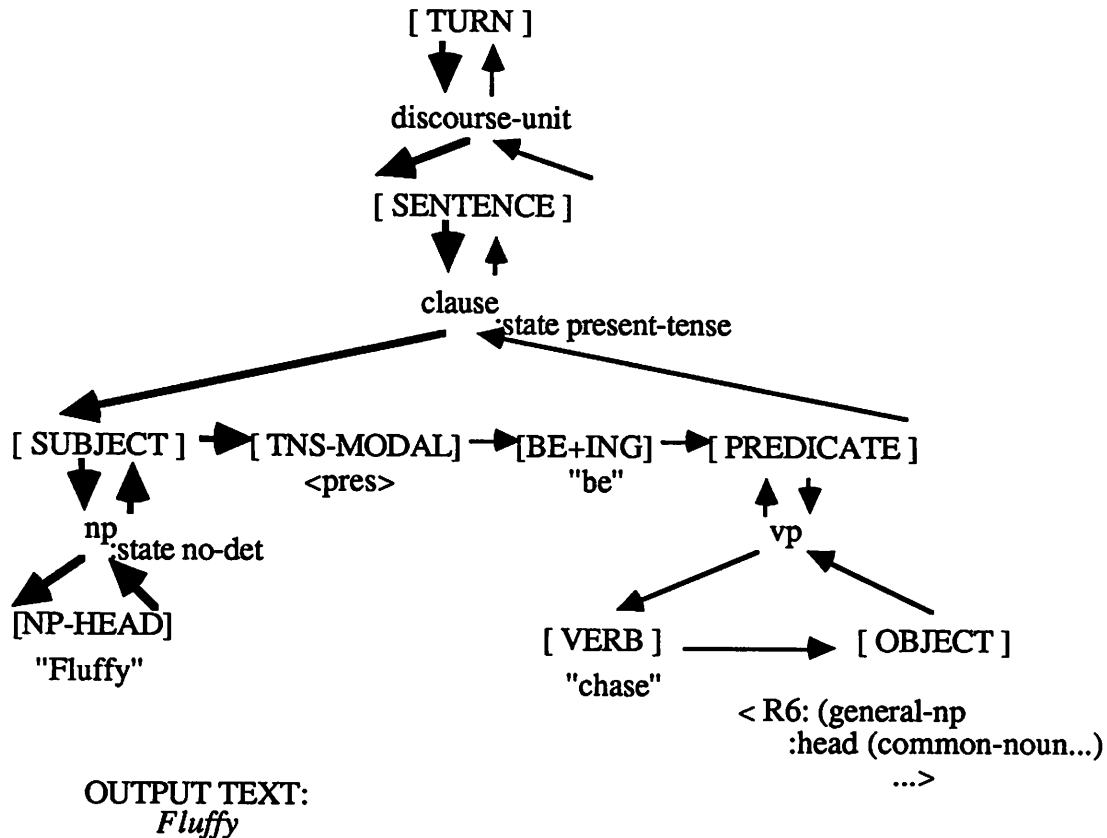 [ TURN ]
discourse-unit
[ SENTENCE ]
clause
:state present-tense
[ SUBJECT ] [ TNS-MODAL] [BE+ING] [ PREDICATE ]
<pres> "be"
np
:state no-det
vp
[NP-HEAD] [ VERB ] [ OBJECT ]
"Fluffy" "chase"
< R6: (general-np
:head (common-noun...)
...>
OUTPUT TEXT:
Fluffy